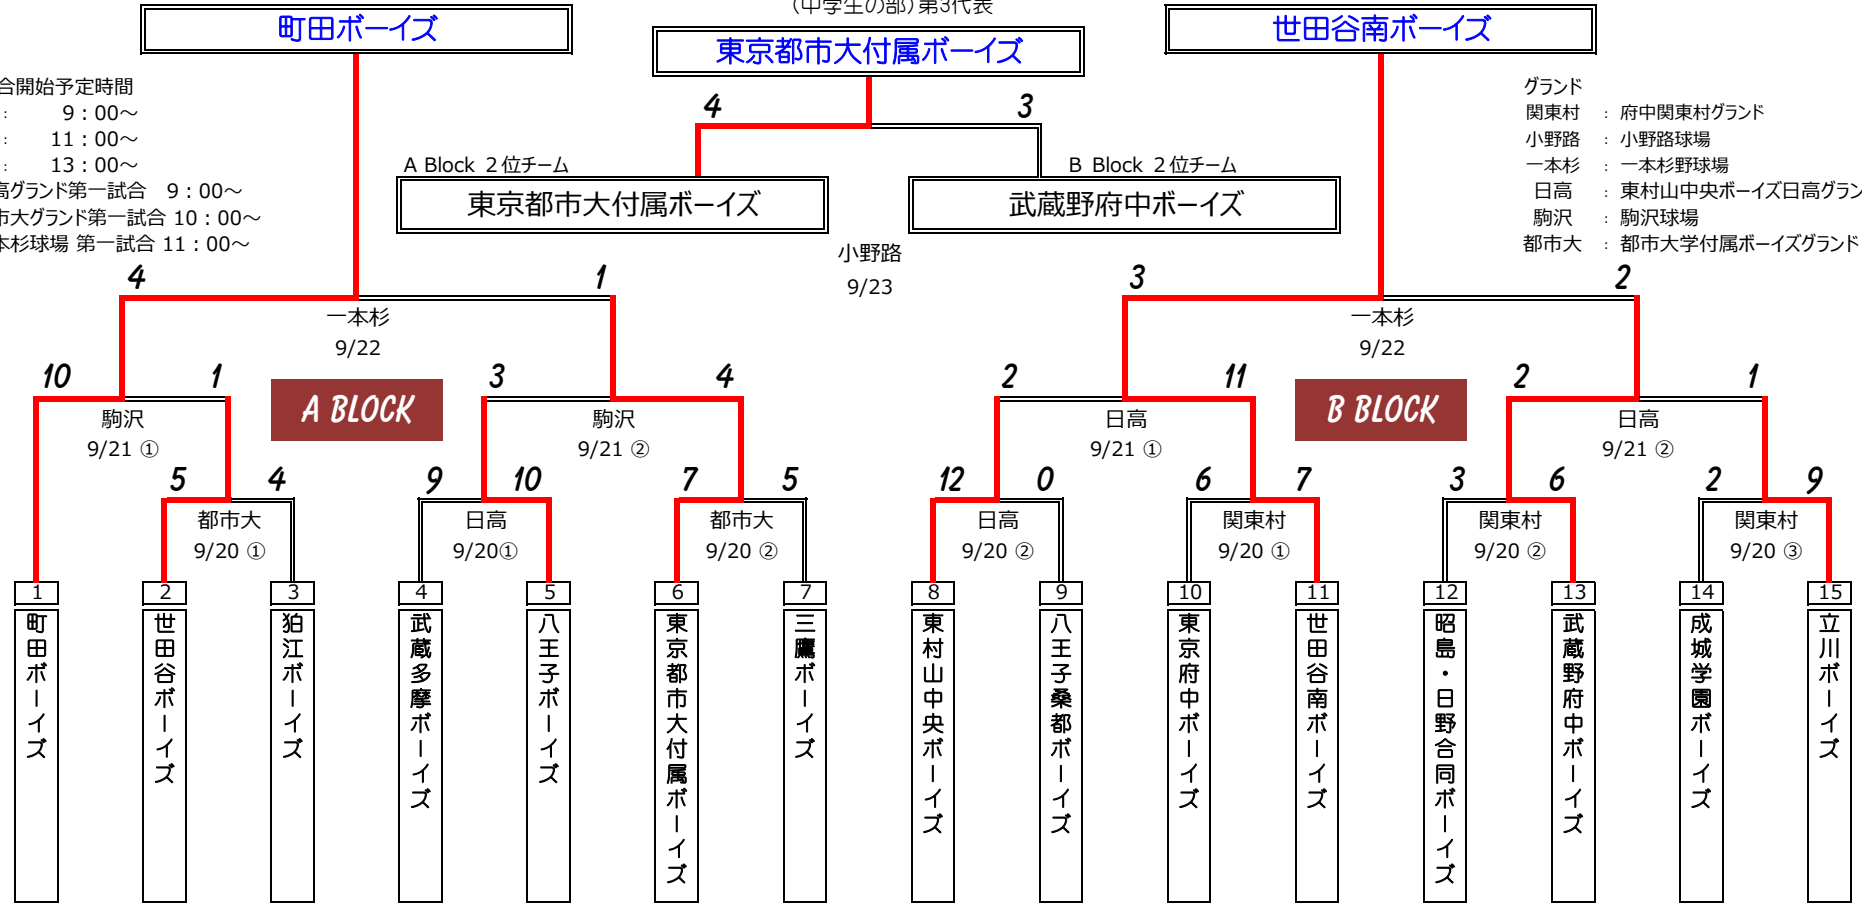 （中学生の部）第3代表
町田ボーイズ
東京都市大付属ボーイズ
世田谷南ボーイズ
合開始予定時間
： 9：00～
： 11：00～
： 13：00～
高グランド第一試合 9：00～
市大グランド第一試合 10：00～
本杉球場 第一試合 11：00～
グランド
関東村 ： 府中関東村グランド
小野路 ： 小野路球場
一本杉 ： 一本杉野球場
日高 ： 東村山中央ボーイズ日高グラン
駒沢 ： 駒沢球場
都市大 ： 都市大学付属ボーイズグランド
4 3
A Block 2位チーム
B Block 2位チーム
東京都市大付属ボーイズ
武蔵野府中ボーイズ
小野路
9/23
4 1 3 2
一本杉
9/22
一本杉
9/22
10 1 3 4 2 11 2 1
A BLOCK
B BLOCK
駒沢
9/21 ①
駒沢
9/21 ②
日高
9/21 ①
日高
9/21 ②
5 4 9 10 7 5 12 0 6 7 3 6 2 9
都市大
9/20 ①
日高
9/20①
都市大
9/20 ②
日高
9/20 ②
関東村
9/20 ①
関東村
9/20 ②
関東村
9/20 ③
1
町田ボーイズ
2
世田谷ボーイズ
3
狛江ボーイズ
4
武蔵多摩ボーイズ
5
八王子ボーイズ
6
東京都市大付属ボーイズ
7
三鷹ボーイズ
8
東村山中央ボーイズ
9
八王子桑都ボーイズ
10
東京府中ボーイズ
11
世田谷南ボーイズ
12
昭島・日野合同ボーイズ
13
武蔵野府中ボーイズ
14
成城学園ボーイズ
15
立川ボーイズ